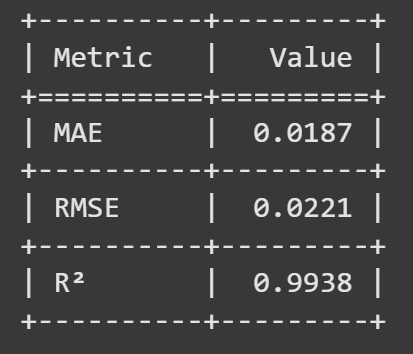 +----------+---------+
| Metric   |   Value |
+==========+=========+
| MAE      |  0.0187 |
+----------+---------+
| RMSE     |  0.0221 |
+----------+---------+
| R²       |  0.9938 |
+----------+---------+